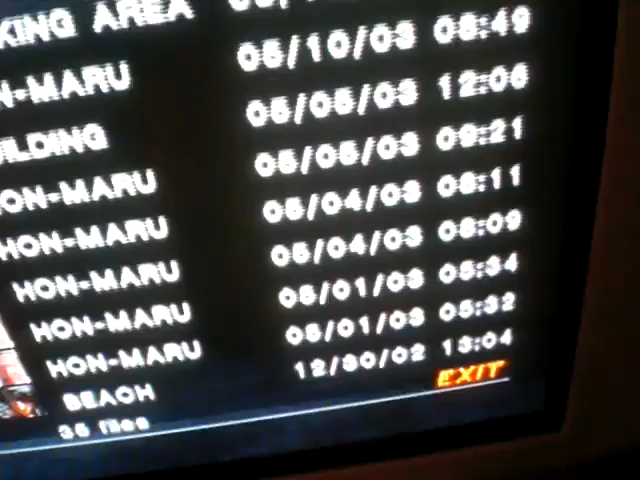 KING AREA
N-MARU 05/10/03 08:49
ILDING 05/05/03 12:06
ON-MARU 05/05/03 09:21
HON-MARU 05/04/03 08:11
HON-MARU 05/04/03 08:09
HON-MARU 05/01/03 05:34
HON-MARU 05/01/03 05:32
BEACH 12/30/02 13:04
EXIT
36 files